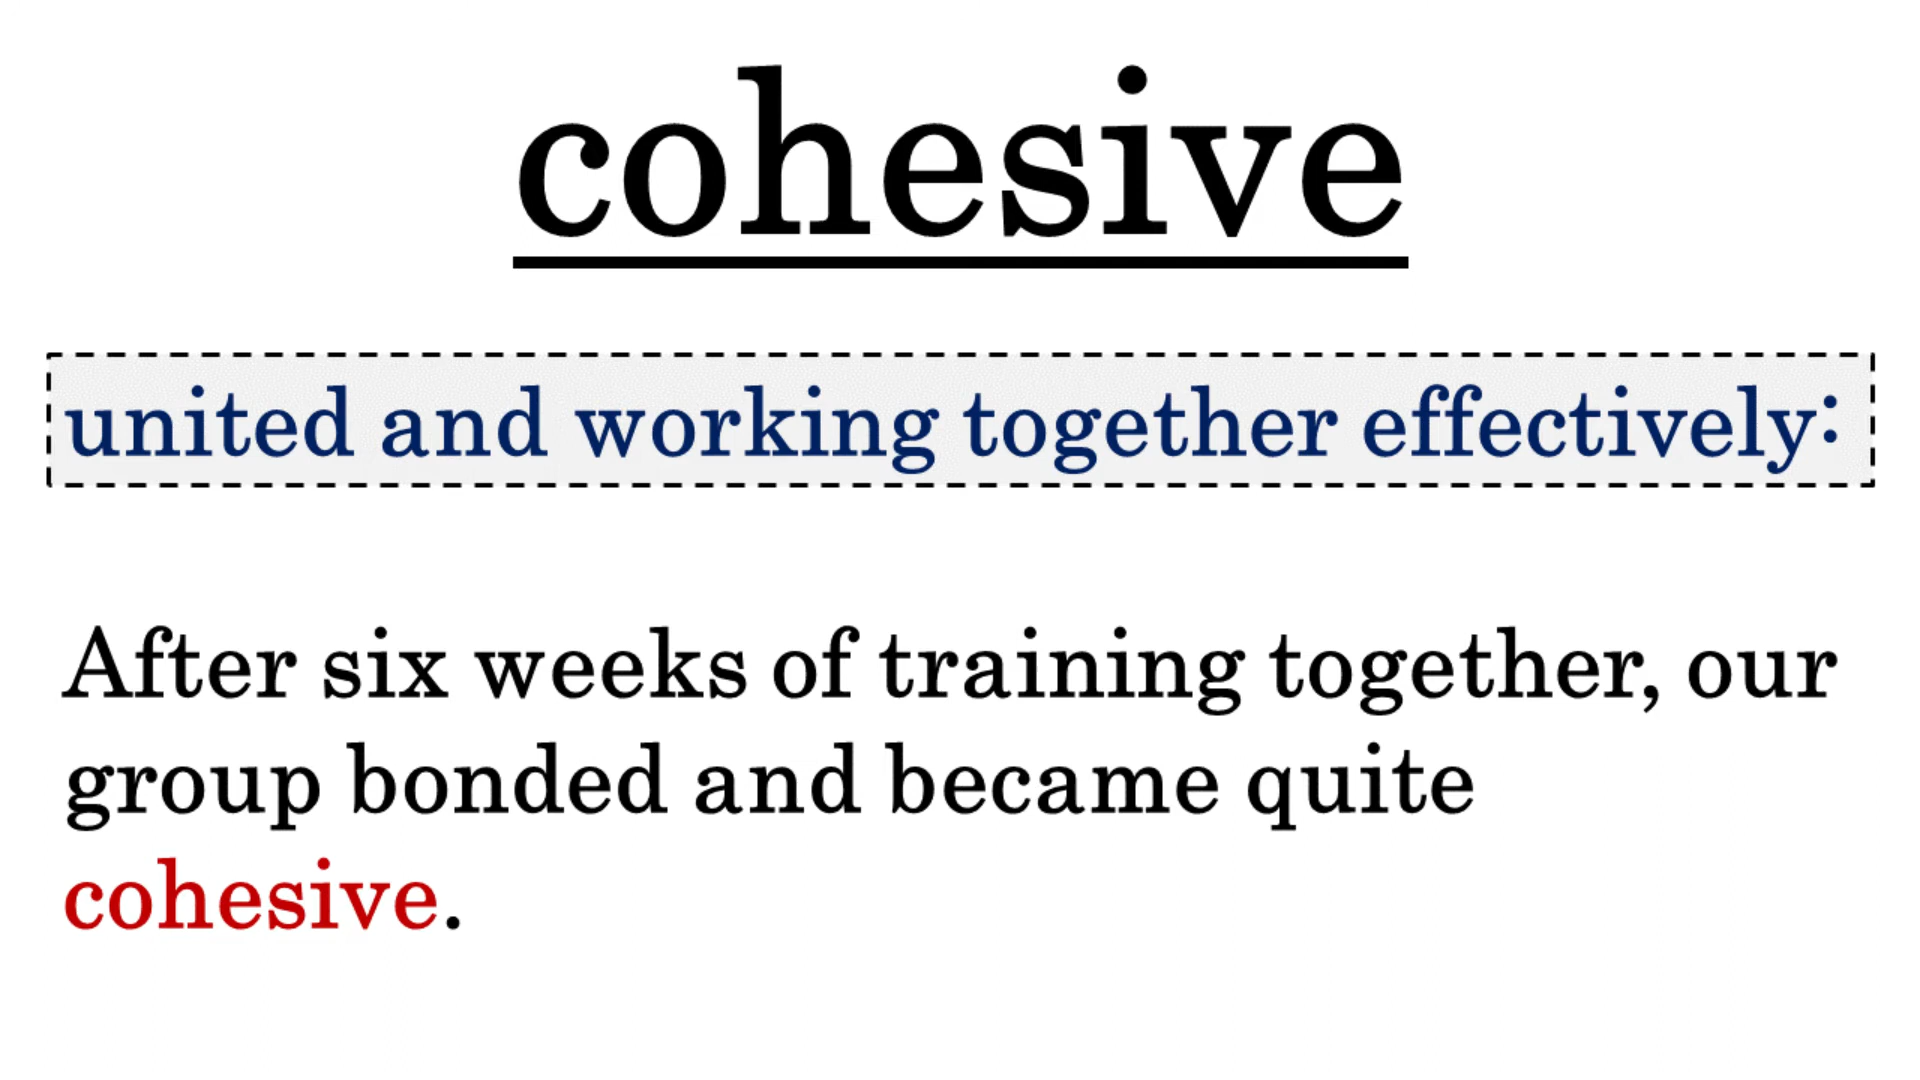 cohesive
united and working together effectively:
After six weeks of training together, our
group bonded and became quite
cohesive.